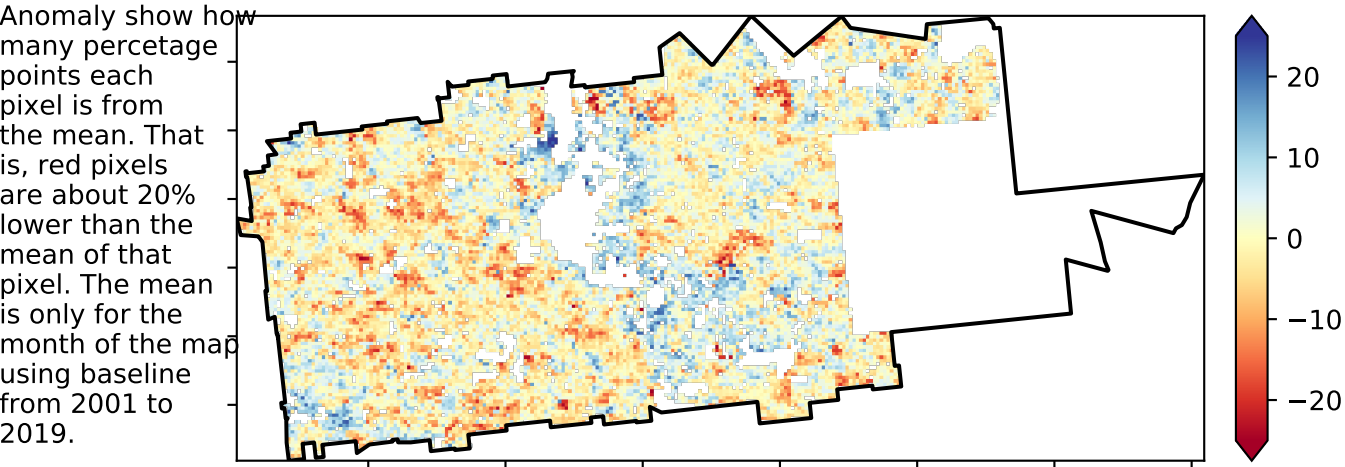 Anomaly show how
many percetage
points each
pixel is from
the mean. That
is, red pixels
are about 20%
lower than the
mean of that
pixel. The mean
is only for the
month of the map
using baseline
from 2001 to
2019.
20
10
0
−10
−20